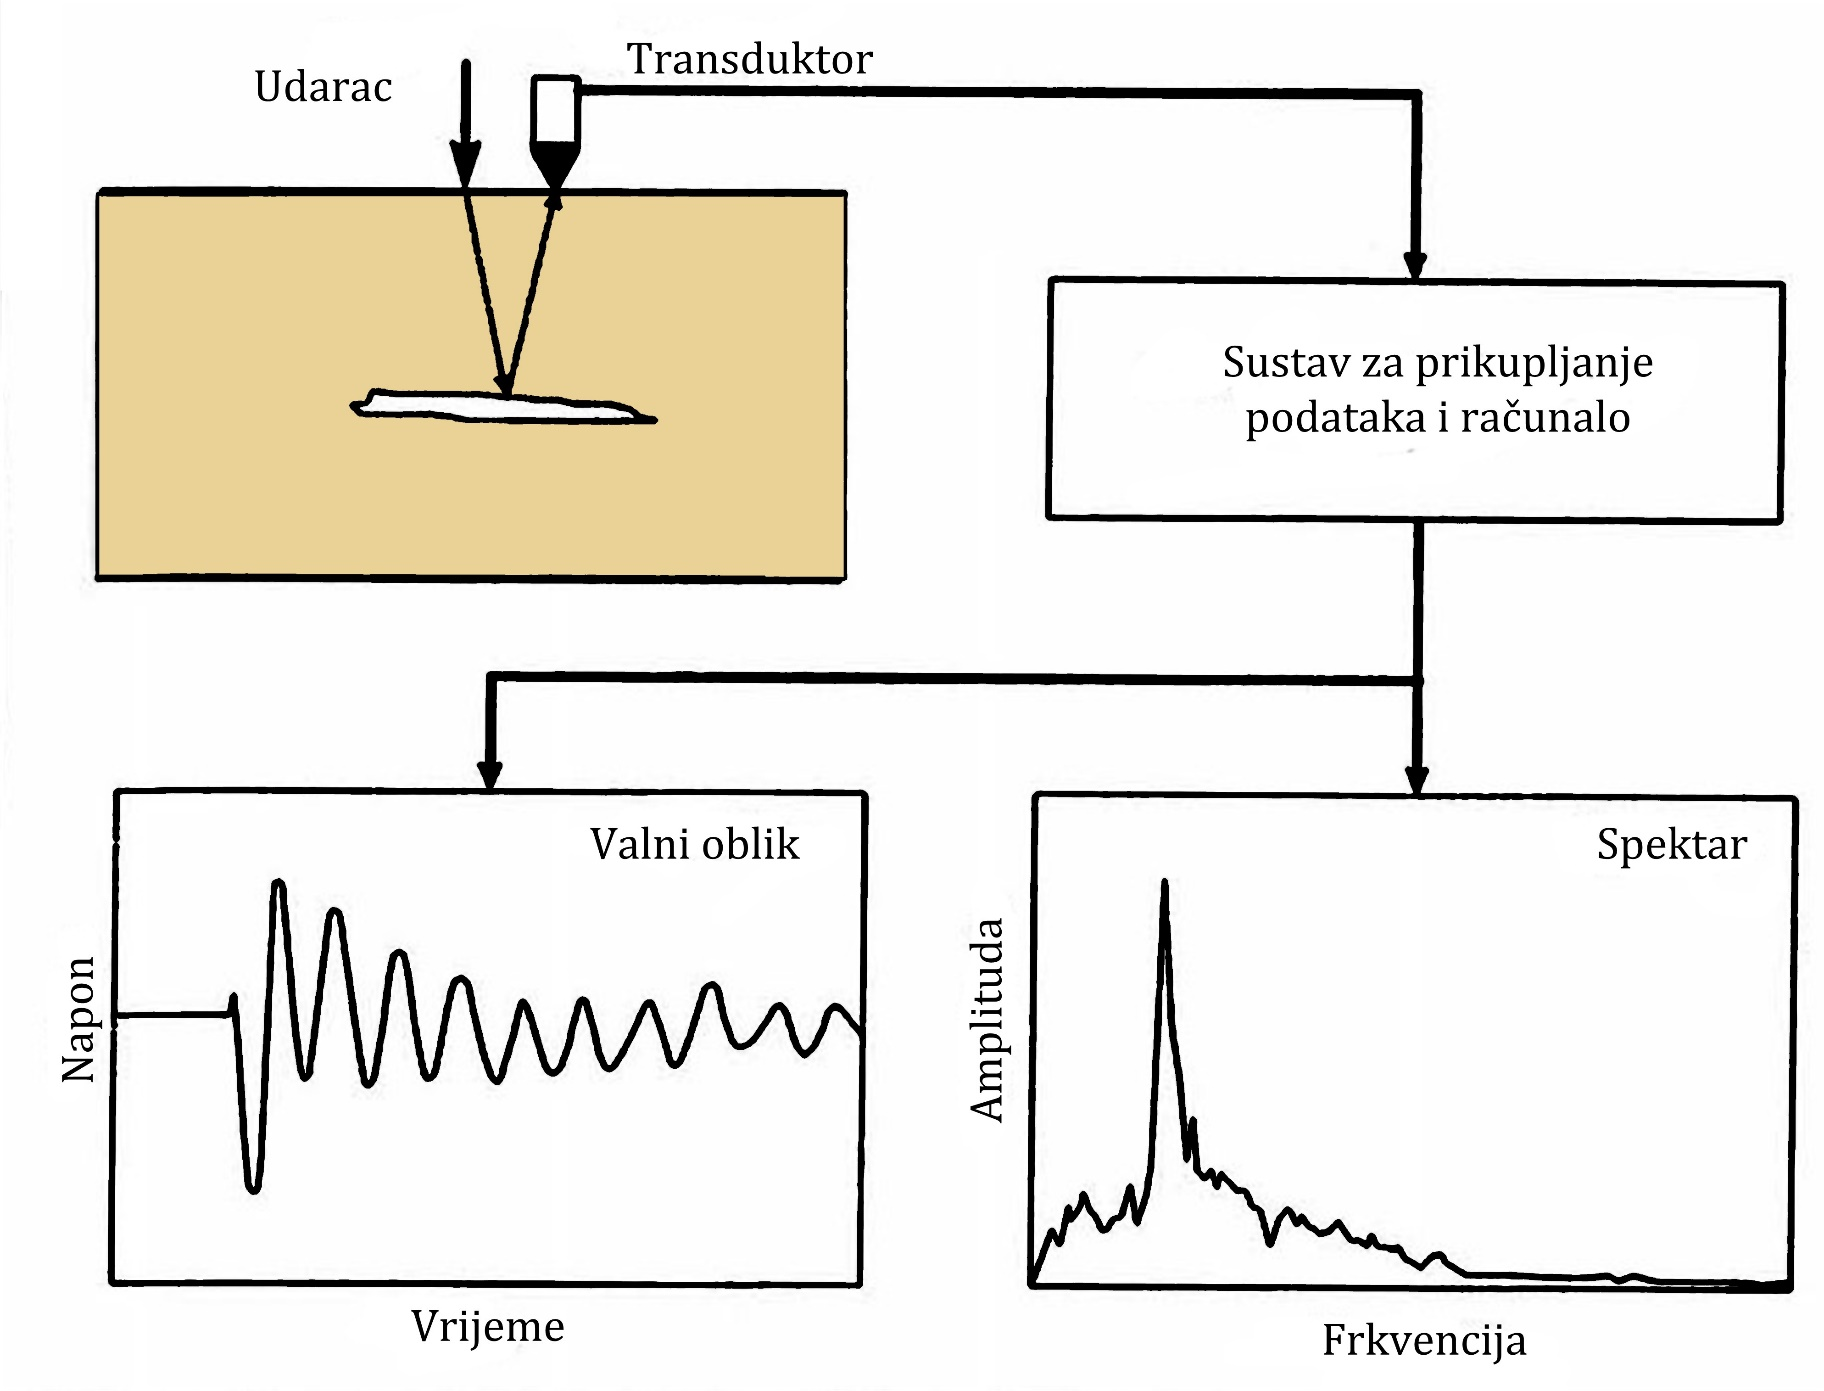 Udarac
Transduktor
Sustav za prikupljanje
podataka i računalo
Valni oblik
Napon
Vrijeme
Spektar
Amplituda
Frkvencija